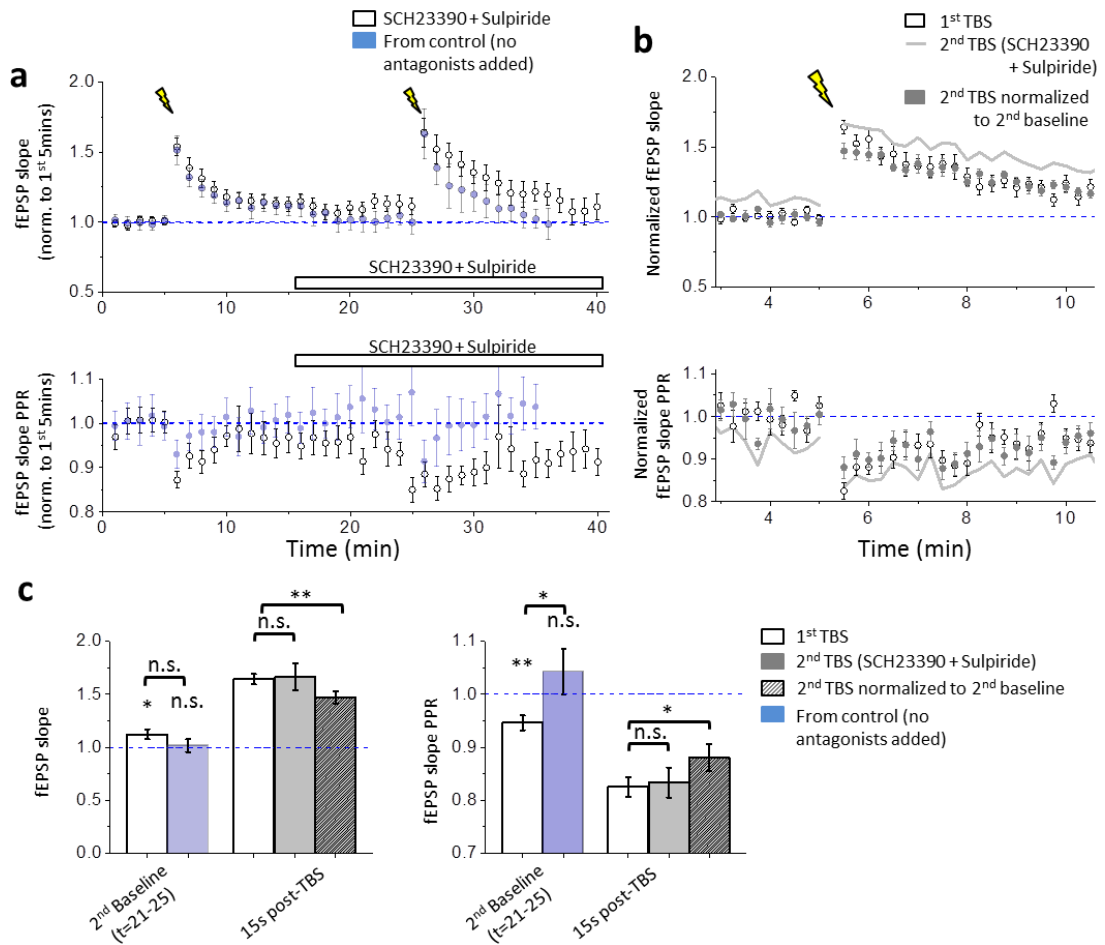 SCH23390 + Sulpiride
From control (no
antagonists added)
a
fEPSP slope
(norm. to 1st 5mins)
2.0
1.5
1.0
0.5
0
10
20
30
40
SCH23390 + Sulpiride
SCH23390 + Sulpiride
fEPSP slope PPR
(norm. to 1st 5mins)
1.1
1.0
0.9
0.8
0
10
20
30
40
Time (min)
b
1st TBS
2nd TBS (SCH23390
+ Sulpiride)
2nd TBS normalized
to 2nd baseline
Normalized fEPSP slope
2.0
1.5
1.0
0.5
4
6
8
10
Normalized
fEPSP slope PPR
1.1
1.0
0.9
0.8
4
6
8
10
Time (min)
c
fEPSP slope
2.0
1.5
1.0
0.5
0.0
n.s.
n.s.
*
**
n.s.
2nd Baseline
(t=21-25)
15s post-TBS
fEPSP slope PPR
1.1
1.0
0.9
0.8
0.7
*
n.s.
**
*
n.s.
2nd Baseline
(t=21-25)
15s post-TBS
1st TBS
2nd TBS (SCH23390 + Sulpiride)
2nd TBS normalized to 2nd baseline
From control (no
antagonists added)